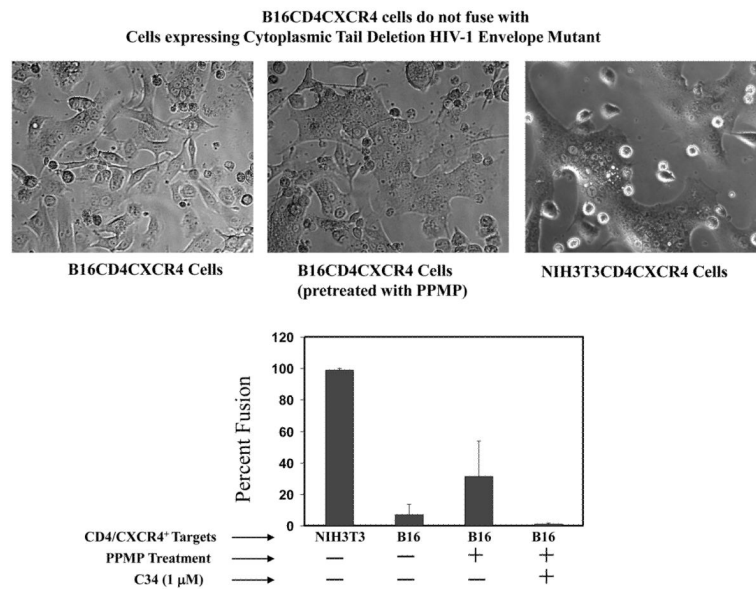 B16CD4CXCR4 cells do not fuse with
Cells expressing Cytoplasmic Tail Deletion HIV-1 Envelope Mutant
B16CD4CXCR4 Cells
B16CD4CXCR4 Cells
(pretreated with PPMP)
NIH3T3CD4CXCR4 Cells
Percent Fusion
120
100
80
60
40
20
0
CD4/CXCR4+ Targets NIH3T3 B16 B16 B16
PPMP Treatment — — + +
C34 (1 µM) — — — +